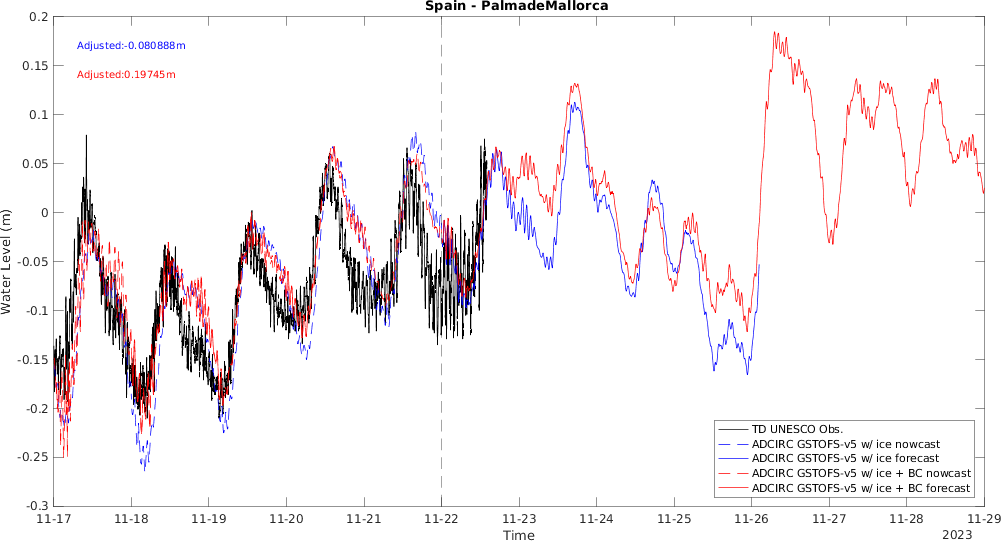 Spain - PalmadeMallorca
Adjusted:-0.080888m
Adjusted:0.19745m
Water Level (m)
0.2
0.15
0.1
0.05
0
-0.05
-0.1
-0.15
-0.2
-0.25
-0.3
TD UNESCO Obs.
ADCIRC GSTOFS-v5 w/ ice nowcast
ADCIRC GSTOFS-v5 w/ ice forecast
ADCIRC GSTOFS-v5 w/ ice + BC nowcast
ADCIRC GSTOFS-v5 w/ ice + BC forecast
11-17 11-18 11-19 11-20 11-21 11-22 11-23 11-24 11-25 11-26 11-27 11-28 11-29
Time
2023